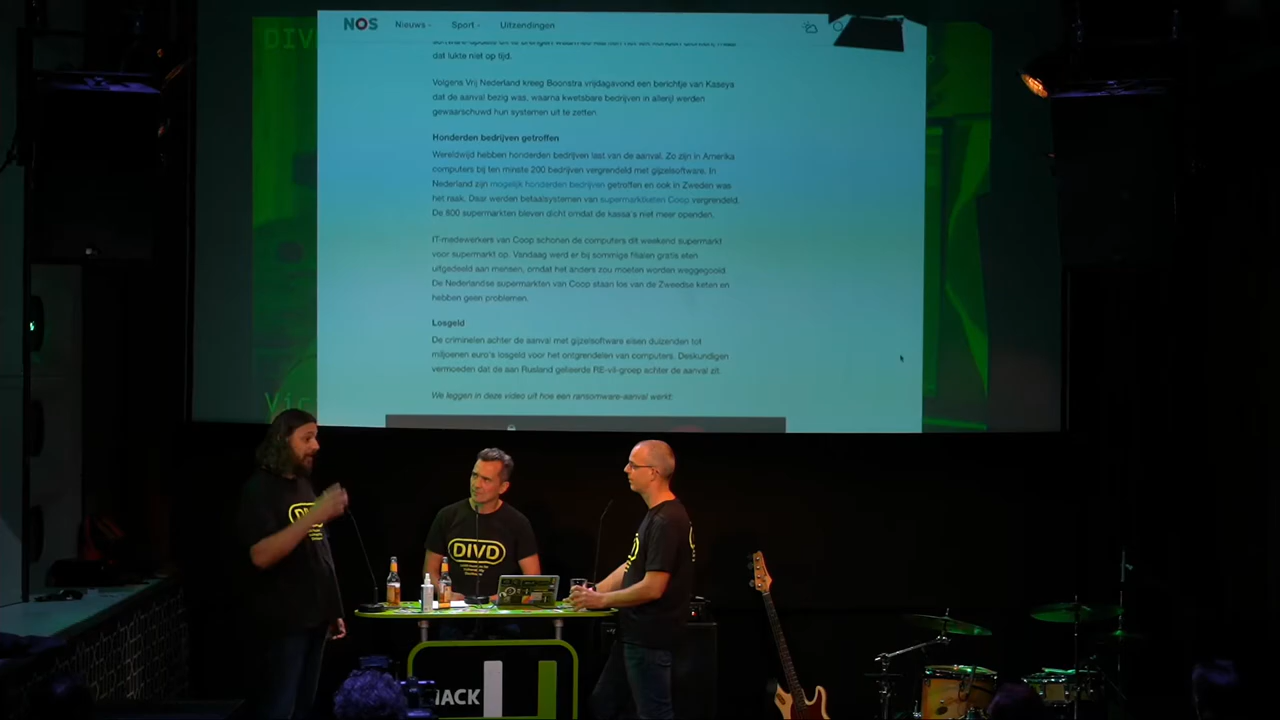 NOS
Nieuws
Sport
Uitzendingen
dat lukte niet op tijd.
Volgens Vrij Nederland kreeg Boonstra vrijdagavond een berichtje van Kaseya
dat de aanval bezig was, waarna kwetsbare bedrijven in allerijl werden
gewaarschuwd hun systemen uit te zetten.
Honderden bedrijven getroffen
Wereldwijd hebben honderden bedrijven last van de aanval. Zo zijn in Amerika
computers bij ten minste 200 bedrijven vergrendeld met gijzelsoftware. In
Nederland zijn mogelijk honderden bedrijven getroffen en ook in Zweden was
het raak. Daar werden betaalsystemen van supermarktketen Coop vergrendeld.
De 800 supermarkten bleven dicht omdat de kassa's niet meer openden.
IT-medewerkers van Coop schonen de computers dit weekend supermarkt
voor supermarkt op. Vandaag werd er bij sommige filialen gratis eten
uitgedeeld aan mensen, omdat het anders zou moeten worden weggegooid.
De Nederlandse supermarkten van Coop staan los van de Zweedse keten en
hebben geen problemen.
Losgeld
De criminelen achter de aanval met gijzelsoftware eisen duizenden tot
miljoenen euro's losgeld voor het ontgrendelen van computers. Deskundigen
vermoeden dat de aan Rusland gelieerde RE-vil-groep achter de aanval zit.
We leggen in deze video uit hoe een ransomware-aanval werkt:
DIV
Vic
DIVD
DIVD
HACK